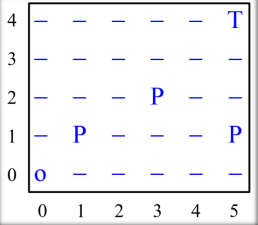 4 – – – – – T
3 – – – – – –
2 – – – P – –
1 – P – – – P
0 o – – – – –
0 1 2 3 4 5